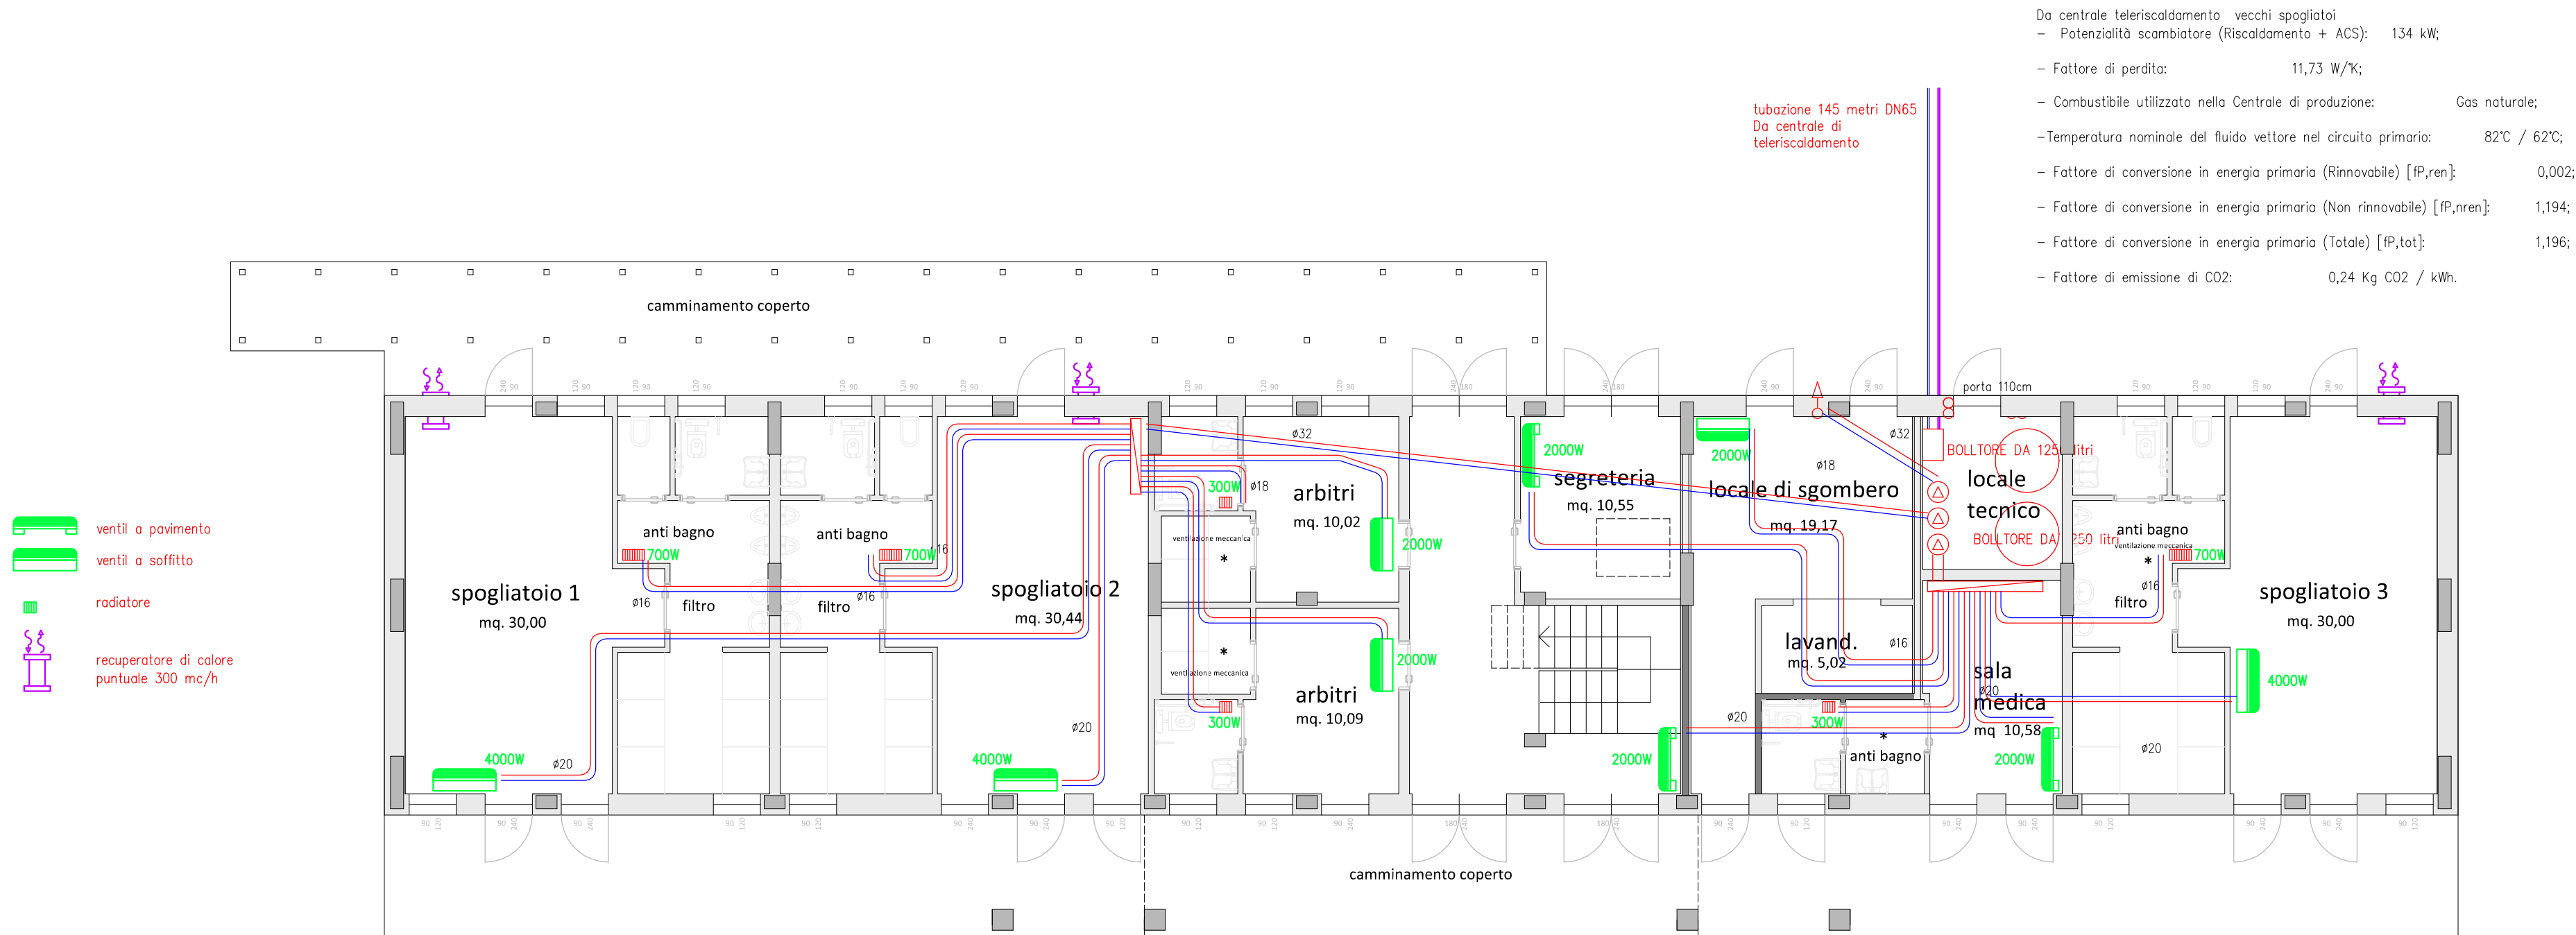 Da centrale teleriscaldamento vecchi spogliatoi
- Potenzialità scambiatore (Riscaldamento + ACS): 134 kW;
- Fattore di perdita: 11,73 W/°K;
- Combustibile utilizzato nella Centrale di produzione: Gas naturale;
-Temperatura nominale del fluido vettore nel circuito primario: 82°C / 62°C;
- Fattore di conversione in energia primaria (Rinnovabile) [fP,ren]: 0,002;
- Fattore di conversione in energia primaria (Non rinnovabile) [fP,nren]: 1,194;
- Fattore di conversione in energia primaria (Totale) [fP,tot]: 1,196;
- Fattore di emissione di CO2: 0,24 Kg CO2 / kWh.
tubazione 145 metri DN65
Da centrale di
teleriscaldamento
camminamento coperto
porta 110cm
ventil a pavimento
ventil a soffitto
radiatore
recuperatore di calore
puntuale 300 mc/h
spogliatoio 1
mq. 30,00
4000W
ø20
anti bagno
700W
ø16
filtro
anti bagno
700W
ø16
ø16
filtro
spogliatoio 2
mq. 30,44
4000W
ø20
ø32
300W
ø18
ventilazione meccanica
*
arbitri
mq. 10,02
2000W
*
ventilazione meccanica
300W
arbitri
mq. 10,09
2000W
2000W
segreteria
mq. 10,55
2000W
2000W
locale di sgombero
mq. 19,17
ø18
ø32
lavand.
mq. 5,02
ø16
ø20
300W
*
anti bagno
BOLLTORE DA 1250 litri
locale
tecnico
BOLLTORE DA 1250 litri
sala
medica
mq 10,58
ø20
2000W
anti bagno
ventilazione meccanica
*
700W
ø16
filtro
ø20
spogliatoio 3
mq. 30,00
4000W
camminamento coperto